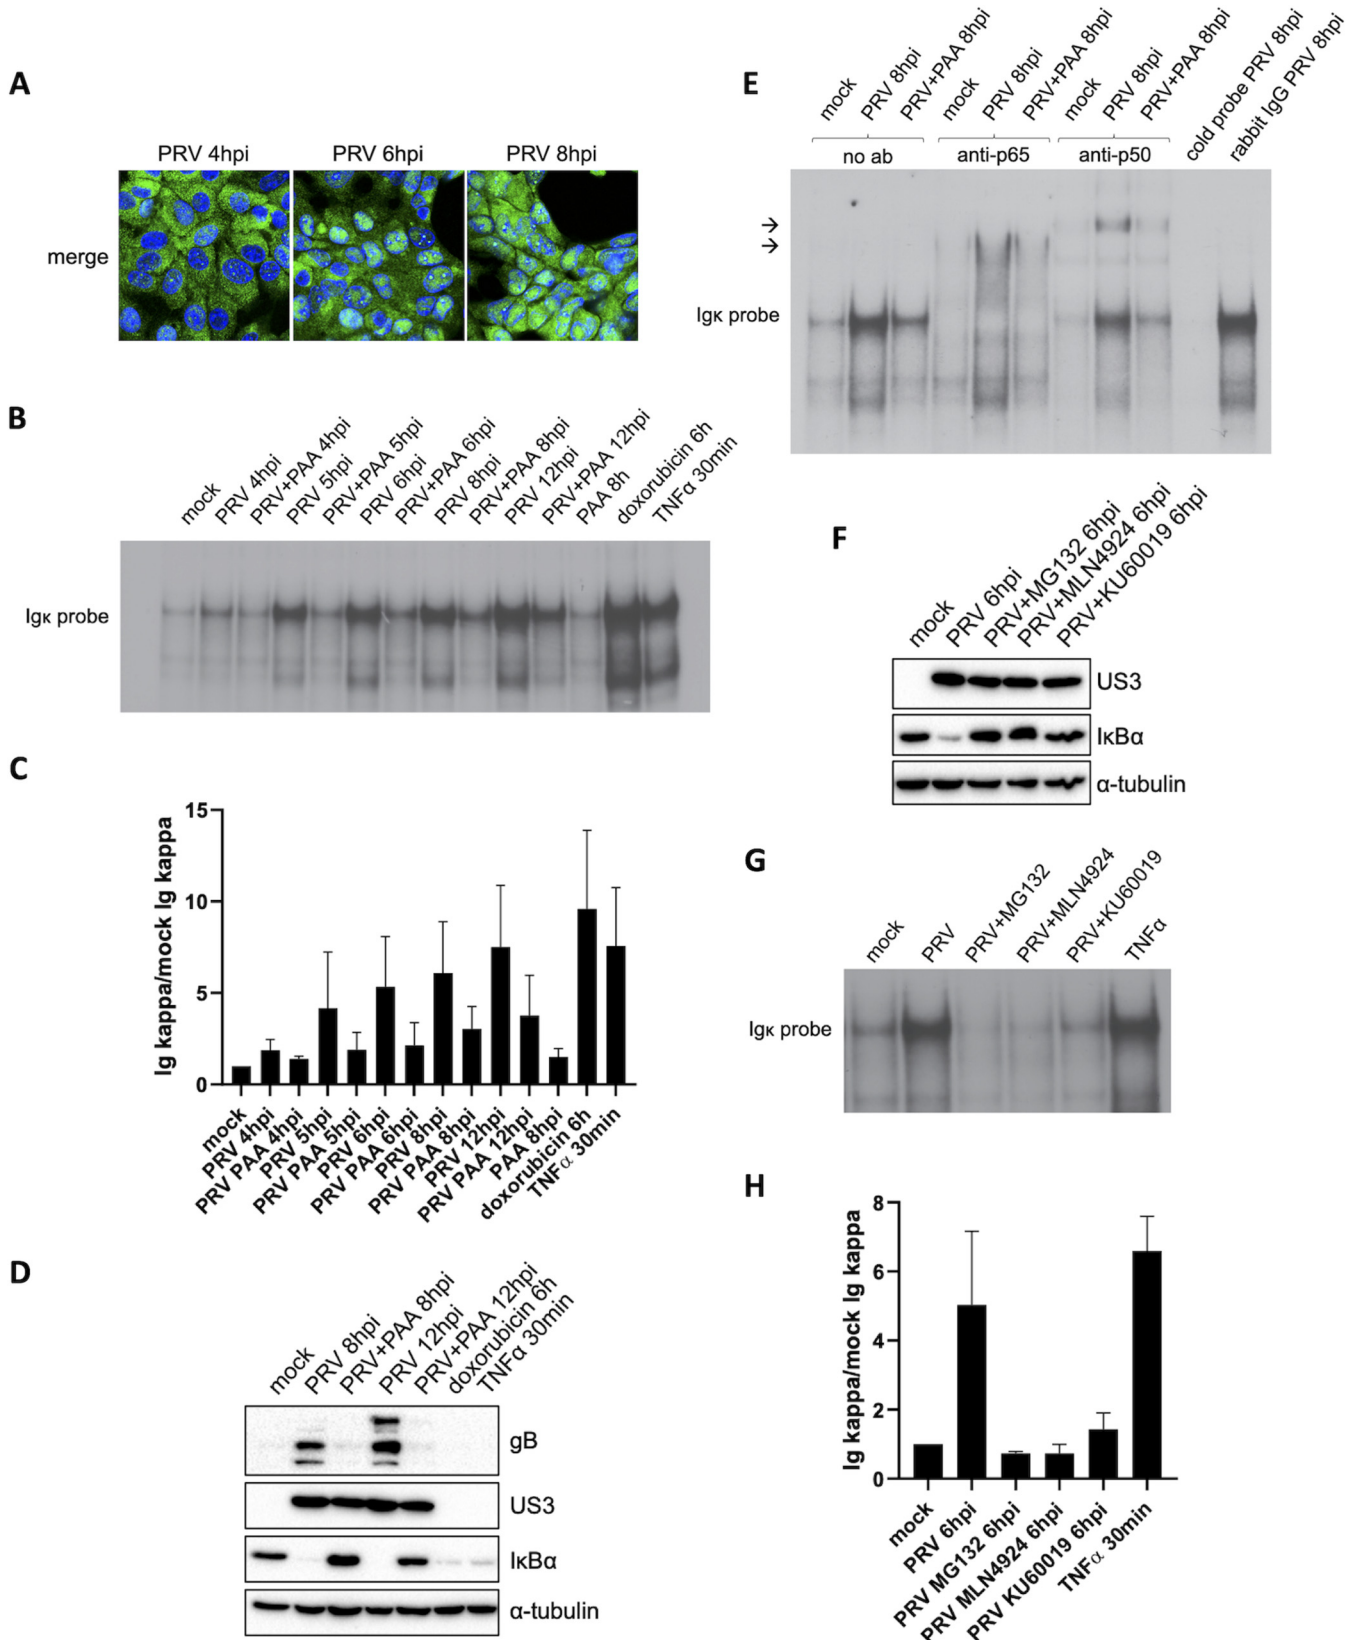 A
PRV 4hpi
PRV 6hpi
PRV 8hpi
merge
B
mock
PRV 4hpi
PRV+PAA 4hpi
PRV 5hpi
PRV+PAA 5hpi
PRV 6hpi
PRV+PAA 6hpi
PRV 8hpi
PRV+PAA 8hpi
PRV 12hpi
PRV+PAA 12hpi
PAA 8h
doxorubicin 6h
TNFα 30min
Igκ probe
C
Ig kappa/mock Ig kappa
15
10
5
0
mock
PRV 4hpi
PRV PAA 4hpi
PRV 5hpi
PRV PAA 5hpi
PRV 6hpi
PRV PAA 6hpi
PRV 8hpi
PRV PAA 8hpi
PRV 12hpi
PRV PAA 12hpi
PAA 8hpi
doxorubicin 6h
TNFα 30min
D
mock
PRV 8hpi
PRV+PAA 8hpi
PRV 12hpi
PRV+PAA 12hpi
doxorubicin 6h
TNFα 30min
gB
US3
IκBα
α-tubulin
E
mock
PRV 8hpi
PRV+PAA 8hpi
mock
PRV 8hpi
PRV+PAA 8hpi
mock
PRV 8hpi
PRV+PAA 8hpi
cold probe PRV 8hpi
rabbit IgG PRV 8hpi
no ab
anti-p65
anti-p50
→
→
Igκ probe
F
mock
PRV 6hpi
PRV+MG132 6hpi
PRV+MLN4924 6hpi
PRV+KU60019 6hpi
US3
IκBα
α-tubulin
G
mock
PRV
PRV+MG132
PRV+MLN4924
PRV+KU60019
TNFα
Igκ probe
H
Ig kappa/mock Ig kappa
8
6
4
2
0
mock
PRV 6hpi
PRV MG132 6hpi
PRV MLN4924 6hpi
PRV KU60019 6hpi
TNFα 30min